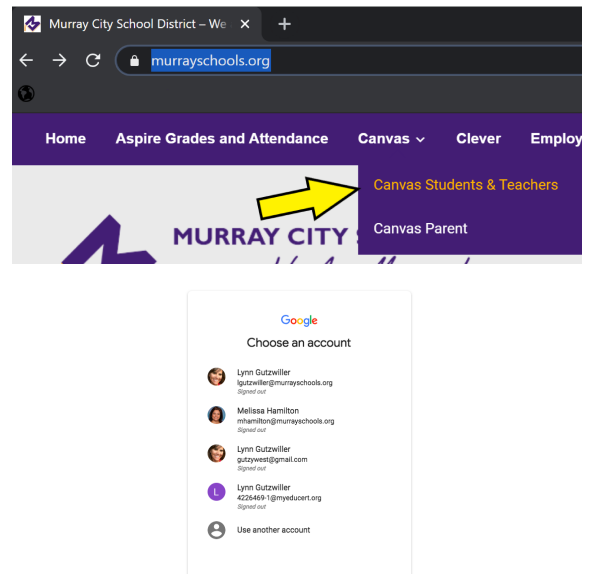 Murray City School District – We
murrayschools.org
Home Aspire Grades and Attendance Canvas Clever Employ
Canvas Students & Teachers
MURRAY CITY
Canvas Parent
Google
Choose an account
Lynn Gutzwiller
lgutzwiller@murrayschools.org
Signed out
Melissa Hamilton
mhamilton@murrayschools.org
Signed out
Lynn Gutzwiller
gutzywest@gmail.com
Signed out
L
Lynn Gutzwiller
4226469-1@myeducert.org
Signed out
Use another account